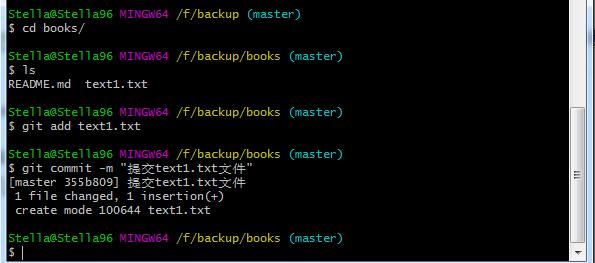 Stella@Stella96 MINGW64 /f/backup (master)
$ cd books/
Stella@Stella96 MINGW64 /f/backup/books (master)
$ ls
README.md  text1.txt
Stella@Stella96 MINGW64 /f/backup/books (master)
$ git add text1.txt
Stella@Stella96 MINGW64 /f/backup/books (master)
$ git commit -m "提交text1.txt文件"
[master 355b809] 提交text1.txt文件
 1 file changed, 1 insertion(+)
 create mode 100644 text1.txt
Stella@Stella96 MINGW64 /f/backup/books (master)
$